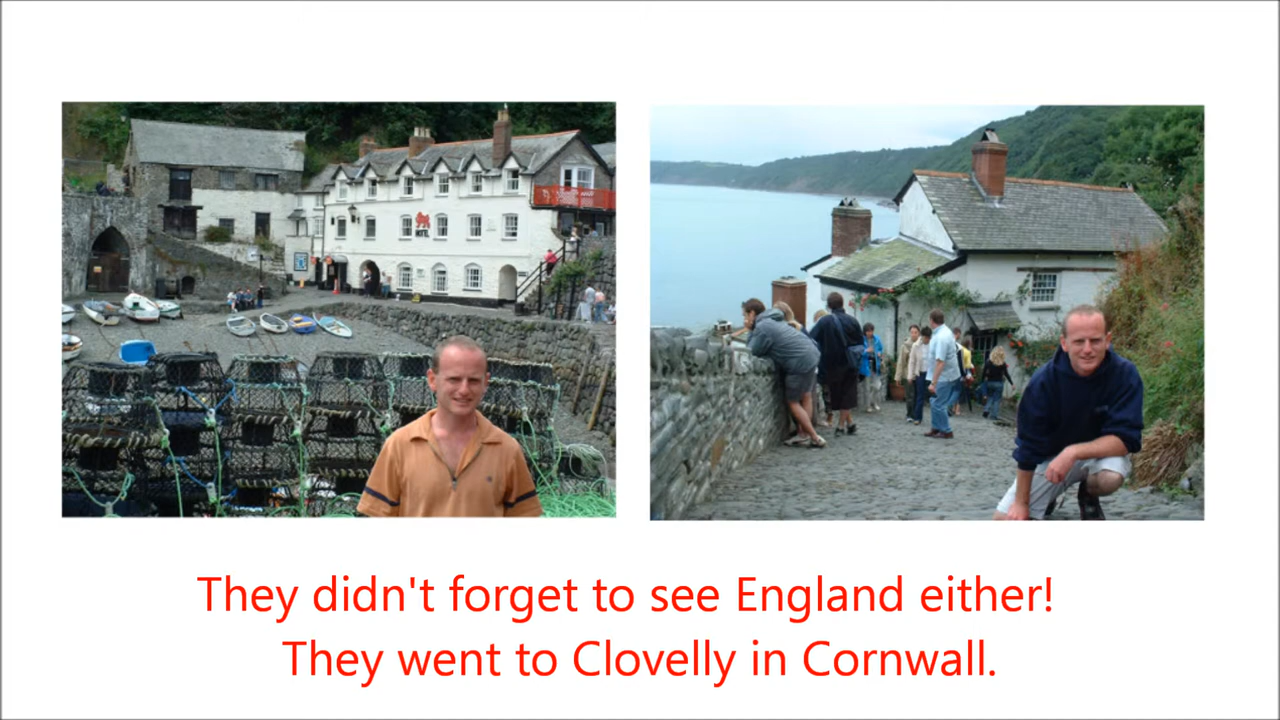 They didn't forget to see England either!
They went to Clovelly in Cornwall.